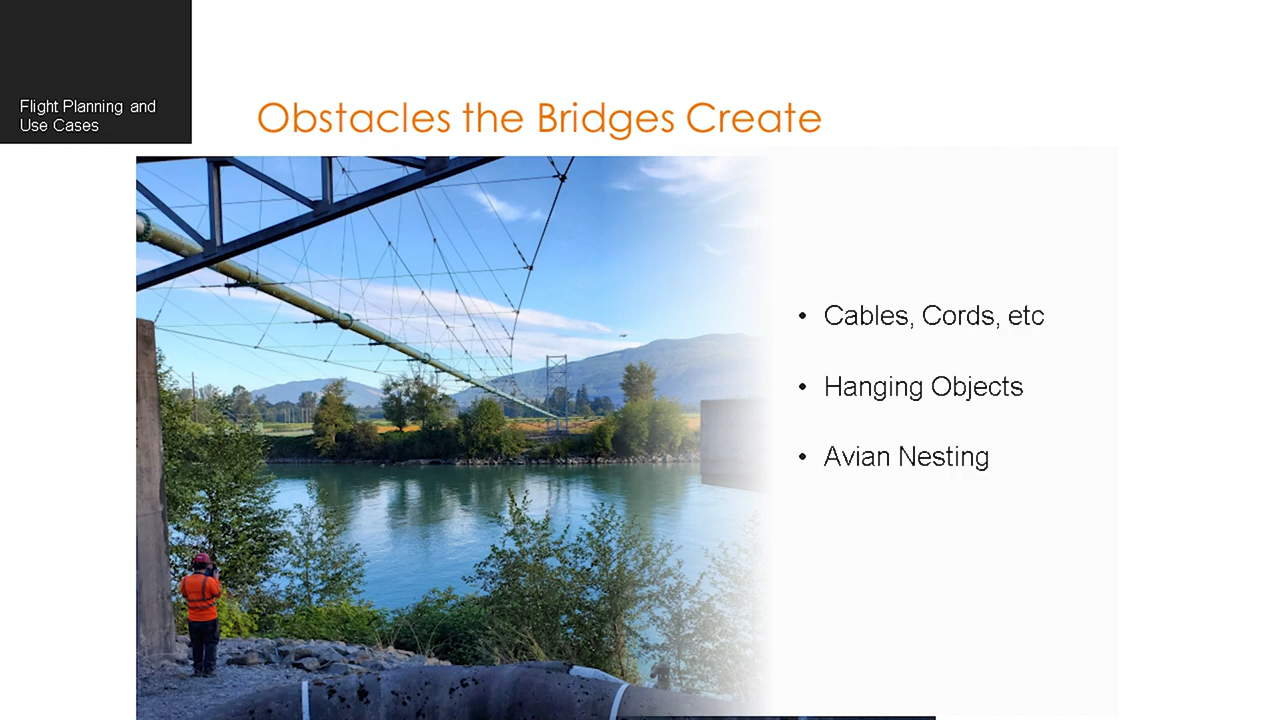 Flight Planning and
Use Cases
Obstacles the Bridges Create
• Cables, Cords, etc
• Hanging Objects
• Avian Nesting